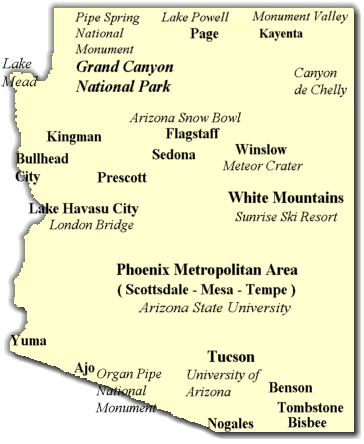 Pipe Spring
National
Monument
Lake Powell
Page
Monument Valley
Kayenta
Lake
Mead
Grand Canyon
National Park
Canyon
de Chelly
Arizona Snow Bowl
Flagstaff
Kingman
Sedona
Winslow
Meteor Crater
Bullhead
City
Prescott
White Mountains
Sunrise Ski Resort
Lake Havasu City
London Bridge
Phoenix Metropolitan Area
( Scottsdale - Mesa - Tempe )
Arizona State University
Yuma
Ajo
Organ Pipe
National
Monument
Tucson
University of
Arizona
Benson
Tombstone
Bisbee
Nogales